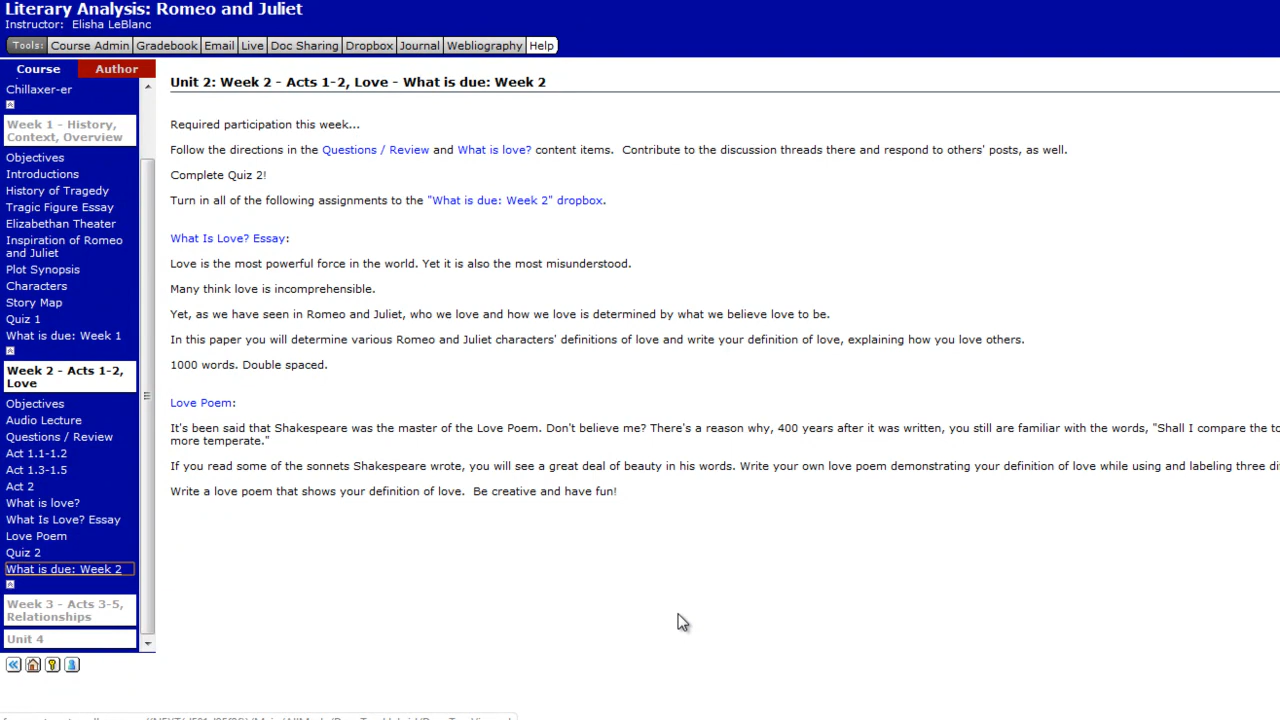 Literary Analysis: Romeo and Juliet
Instructor: Elisha LeBlanc
Tools: Course Admin Gradebook Email Live Doc Sharing Dropbox Journal Webliography Help
Course Author
Chillaxer-er
Week 1 - History,
Context, Overview
Objectives
Introductions
History of Tragedy
Tragic Figure Essay
Elizabethan Theater
Inspiration of Romeo
and Juliet
Plot Synopsis
Characters
Story Map
Quiz 1
What is due: Week 1
Week 2 - Acts 1-2,
Love
Objectives
Audio Lecture
Questions / Review
Act 1.1-1.2
Act 1.3-1.5
Act 2
What is love?
What Is Love? Essay
Love Poem
Quiz 2
What is due: Week 2
Week 3 - Acts 3-5,
Relationships
Unit 4
Unit 2: Week 2 - Acts 1-2, Love - What is due: Week 2
Required participation this week...
Follow the directions in the Questions / Review and What is love? content items. Contribute to the discussion threads there and respond to others' posts, as well.
Complete Quiz 2!
Turn in all of the following assignments to the "What is due: Week 2" dropbox.
What Is Love? Essay:
Love is the most powerful force in the world. Yet it is also the most misunderstood.
Many think love is incomprehensible.
Yet, as we have seen in Romeo and Juliet, who we love and how we love is determined by what we believe love to be.
In this paper you will determine various Romeo and Juliet characters' definitions of love and write your definition of love, explaining how you love others.
1000 words. Double spaced.
Love Poem:
It's been said that Shakespeare was the master of the Love Poem. Don't believe me? There's a reason why, 400 years after it was written, you still are familiar with the words, "Shall I compare the to
more temperate."
If you read some of the sonnets Shakespeare wrote, you will see a great deal of beauty in his words. Write your own love poem demonstrating your definition of love while using and labeling three di
Write a love poem that shows your definition of love. Be creative and have fun!